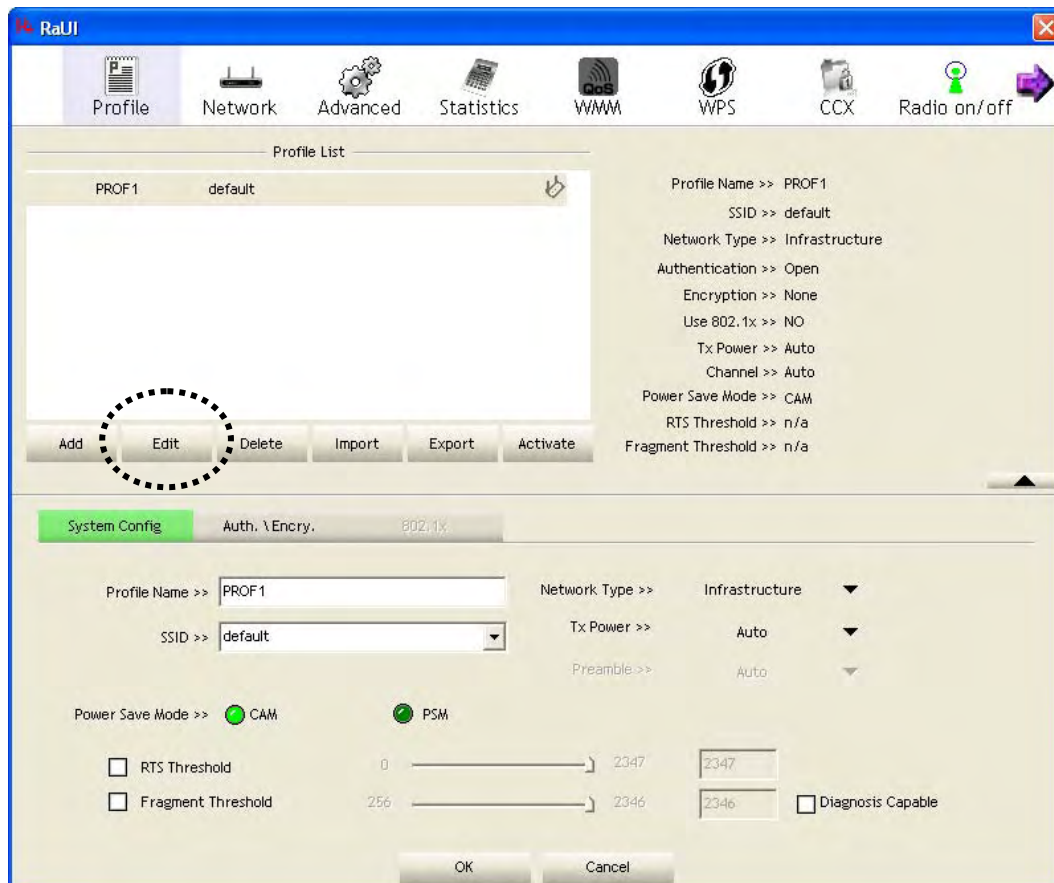 RaUI
Profile Network Advanced Statistics QoS WMM WPS CCX Radio on/off
Profile List
PROF1 default
Profile Name >> PROF1
SSID >> default
Network Type >> Infrastructure
Authentication >> Open
Encryption >> None
Use 802.1x >> NO
Tx Power >> Auto
Channel >> Auto
Power Save Mode >> CAM
RTS Threshold >> n/a
Fragment Threshold >> n/a
Add Edit Delete Import Export Activate
System Config Auth. \ Encry. 802.1x
Profile Name >> PROF1 Network Type >> Infrastructure
SSID >> default Tx Power >> Auto
Preamble >> Auto
Power Save Mode >> CAM PSM
RTS Threshold 0 2347 2347
Fragment Threshold 256 2346 2346 Diagnosis Capable
OK Cancel